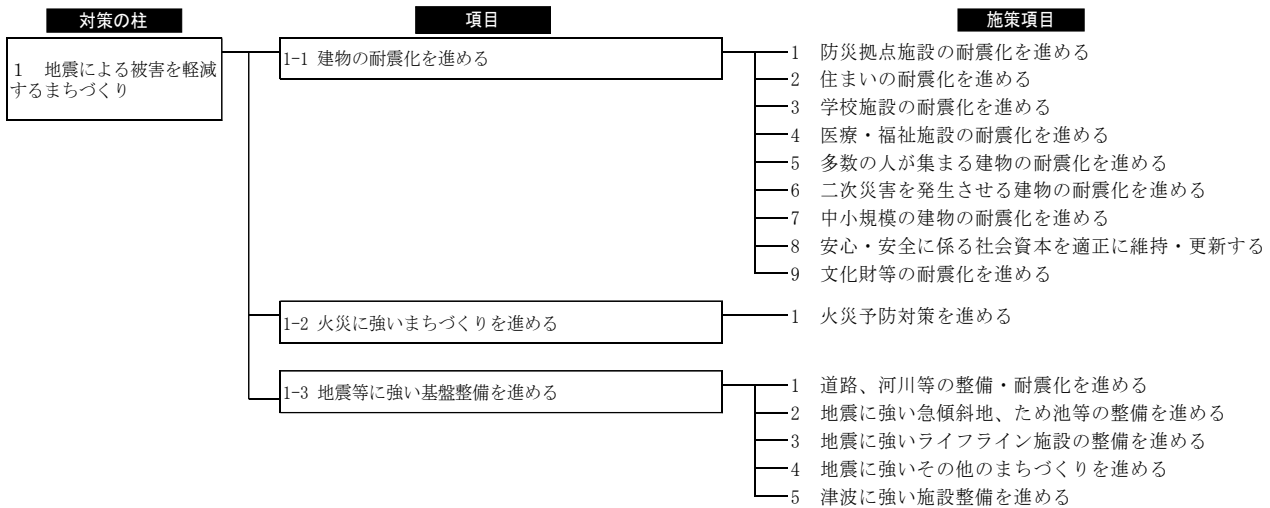 対策の柱
項目
施策項目
1 地震による被害を軽減
するまちづくり
1-1 建物の耐震化を進める
1 防災拠点施設の耐震化を進める
2 住まいの耐震化を進める
3 学校施設の耐震化を進める
4 医療・福祉施設の耐震化を進める
5 多数の人が集まる建物の耐震化を進める
6 二次災害を発生させる建物の耐震化を進める
7 中小規模の建物の耐震化を進める
8 安心・安全に係る社会資本を適正に維持・更新する
9 文化財等の耐震化を進める
1-2 火災に強いまちづくりを進める
1 火災予防対策を進める
1-3 地震等に強い基盤整備を進める
1 道路、河川等の整備・耐震化を進める
2 地震に強い急傾斜地、ため池等の整備を進める
3 地震に強いライフライン施設の整備を進める
4 地震に強いその他のまちづくりを進める
5 津波に強い施設整備を進める